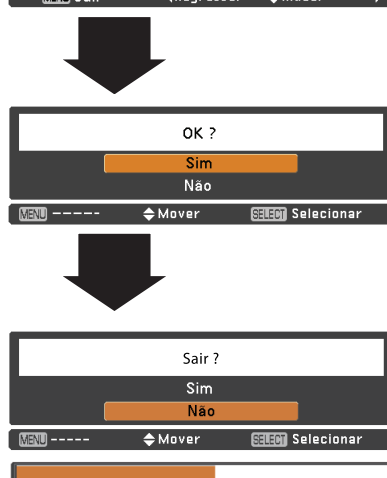 OK ?
Sim
Não
MENU ----- Mover SELECT Selecionar
Sair ?
Sim
Não
MENU ----- Mover SELECT Selecionar